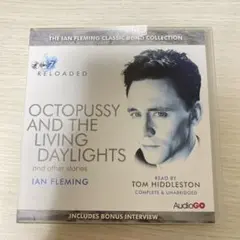 THE IAN FLEMING CLASSIC BOND COLLECTION
007
RELOADED
OCTOPUSSY
AND THE
LIVING
DAYLIGHTS
and other stories
IAN FLEMING
READ BY
TOM HIDDLESTON
COMPLETE & UNABRIDGED
AudioGO
INCLUDES BONUS INTERVIEW